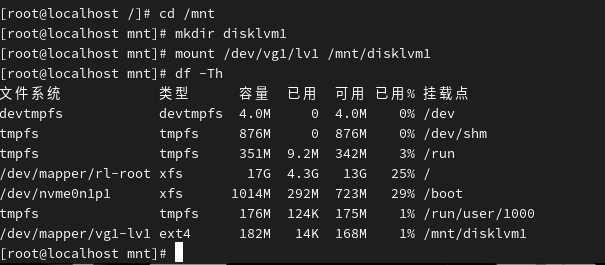 [root@localhost /]# cd /mnt
[root@localhost mnt]# mkdir disklvm1
[root@localhost mnt]# mount /dev/vg1/lv1 /mnt/disklvm1
[root@localhost mnt]# df -Th
文件系统 类型 容量 已用 可用 已用% 挂载点
devtmpfs devtmpfs 4.0M 0 4.0M 0% /dev
tmpfs tmpfs 876M 0 876M 0% /dev/shm
tmpfs tmpfs 351M 9.2M 342M 3% /run
/dev/mapper/rl-root xfs 17G 4.3G 13G 25% /
/dev/nvme0n1p1 xfs 1014M 292M 723M 29% /boot
tmpfs tmpfs 176M 124K 175M 1% /run/user/1000
/dev/mapper/vg1-lv1 ext4 182M 14K 168M 1% /mnt/disklvm1
[root@localhost mnt]#